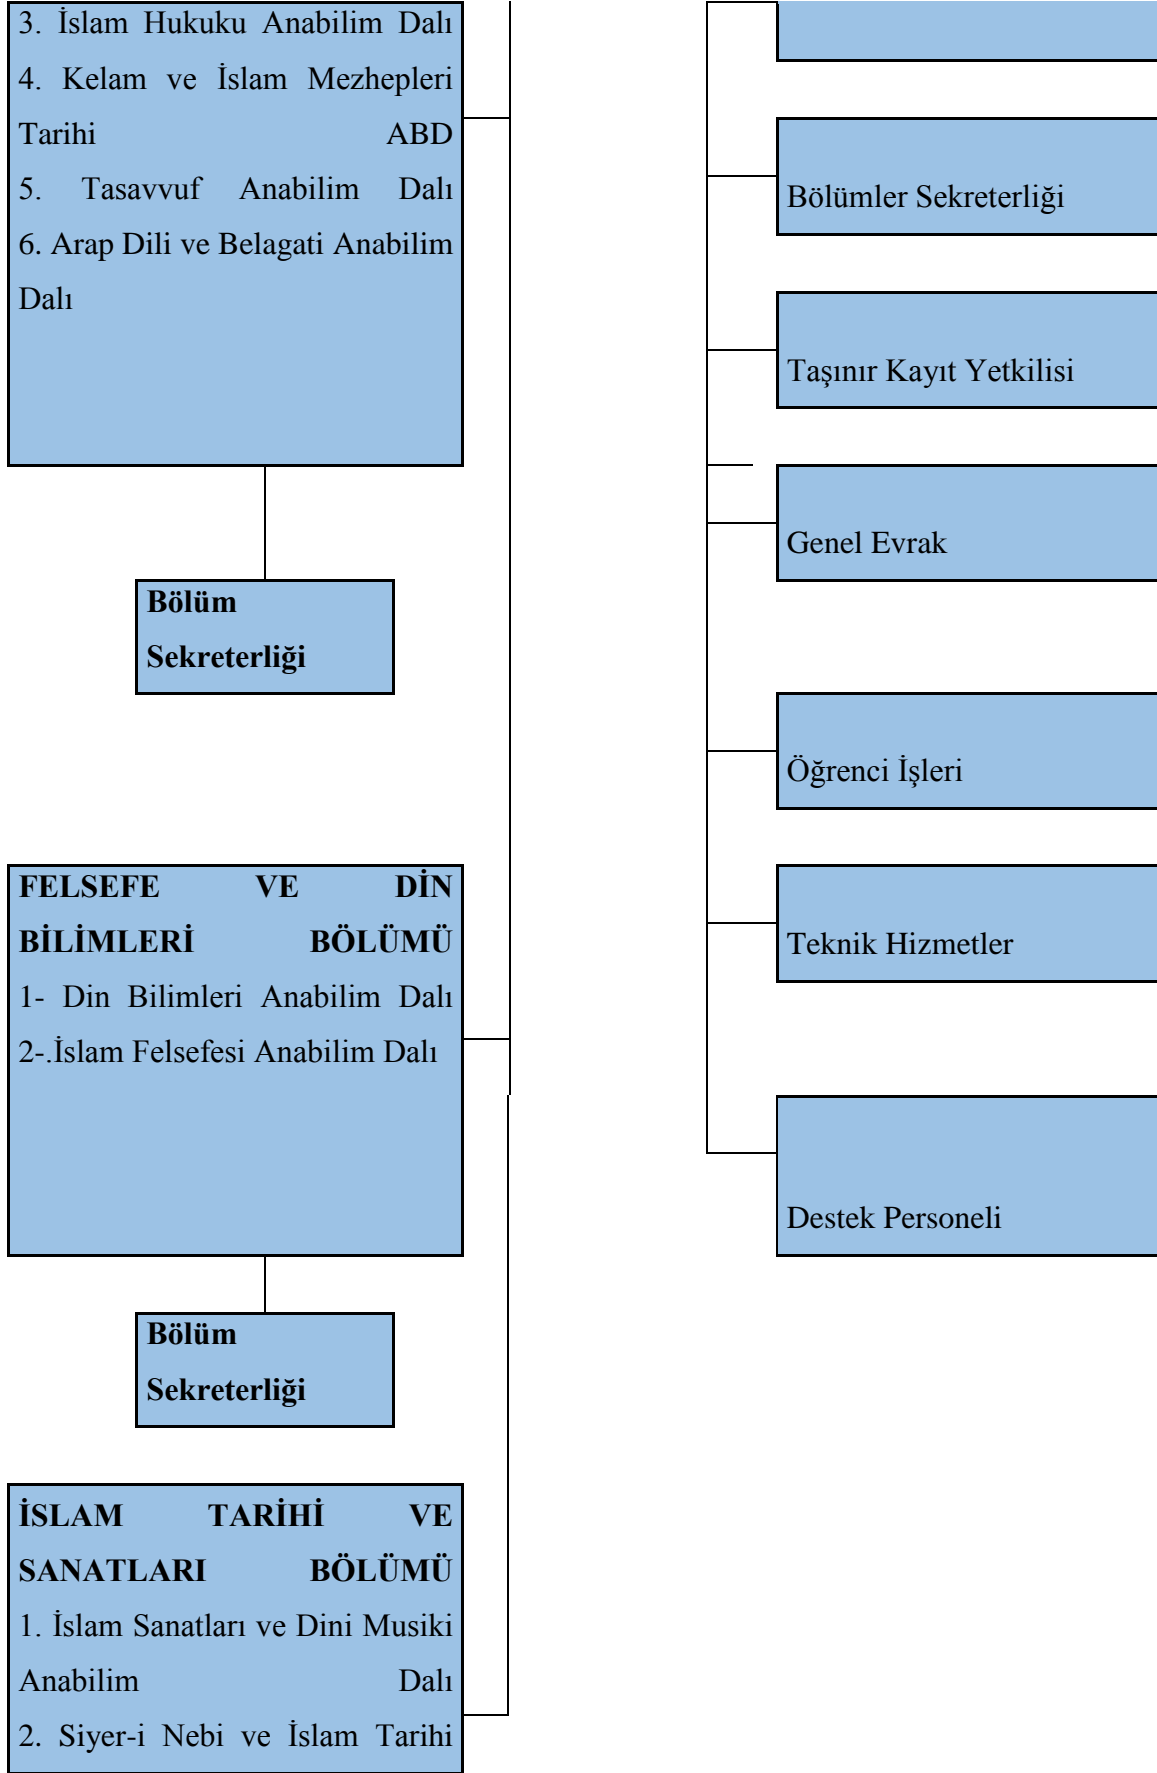 3. İslam Hukuku Anabilim Dalı
4. Kelam ve İslam Mezhepleri
Tarihi ABD
5. Tasavvuf Anabilim Dalı
6. Arap Dili ve Belagati Anabilim
Dalı
Bölüm
Sekreterliği
FELSEFE VE DİN
BİLİMLERİ BÖLÜMÜ
1- Din Bilimleri Anabilim Dalı
2-.İslam Felsefesi Anabilim Dalı
Bölüm
Sekreterliği
İSLAM TARİHİ VE
SANATLARI BÖLÜMÜ
1. İslam Sanatları ve Dini Musiki
Anabilim Dalı
2. Siyer-i Nebi ve İslam Tarihi
Bölümler Sekreterliği
Taşınır Kayıt Yetkilisi
Genel Evrak
Öğrenci İşleri
Teknik Hizmetler
Destek Personeli